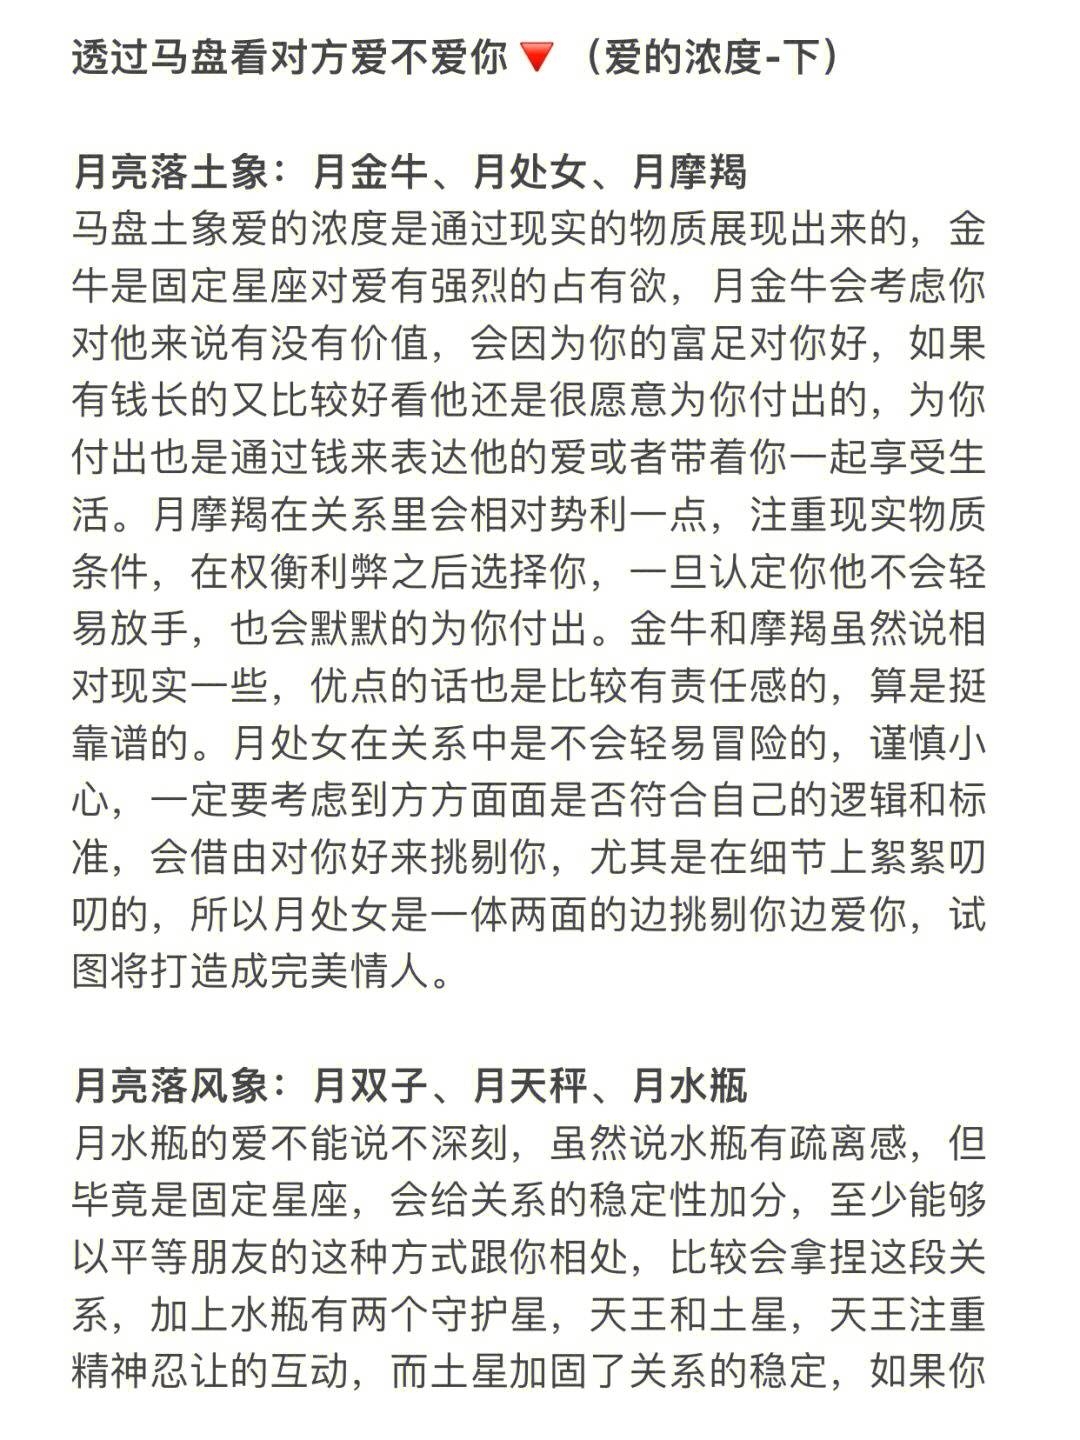 透过马盘看对方爱不爱你🔻（爱的浓度-下）
月亮落土象：月金牛、月处女、月摩羯
马盘土象爱的浓度是通过现实的物质展现出来的，金
牛是固定星座对爱有强烈的占有欲，月金牛会考虑你
对他来说有没有价值，会因为你的富足对你好，如果
有钱长的又比较好看他还是很愿意为你付出的，为你
付出也是通过钱来表达他的爱或者带着你一起享受生
活。月摩羯在关系里会相对势利一点，注重现实物质
条件，在权衡利弊之后选择你，一旦认定你他不会轻
易放手，也会默默的为你付出。金牛和摩羯虽然说相
对现实一些，优点的话也是比较有责任感的，算是挺
靠谱的。月处女在关系中是不会轻易冒险的，谨慎小
心，一定要考虑到方方面面是否符合自己的逻辑和标
准，会借由对你好来挑剔你，尤其是在细节上絮絮叨
叨的，所以月处女是一体两面的边挑剔你边爱你，试
图将打造成完美情人。
月亮落风象：月双子、月天秤、月水瓶
月水瓶的爱不能说不深刻，虽然说水瓶有疏离感，但
毕竟是固定星座，会给关系的稳定性加分，至少能够
以平等朋友的这种方式跟你相处，比较会拿捏这段关
系，加上水瓶有两个守护星，天王和土星，天王注重
精神忍让的互动，而土星加固了关系的稳定，如果你